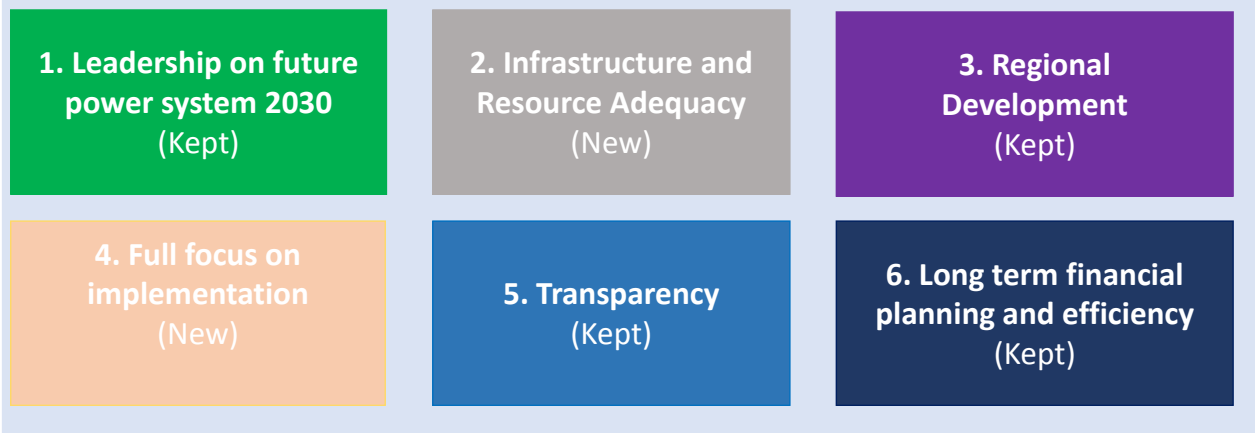 1. Leadership on future
power system 2030
(Kept)
2. Infrastructure and
Resource Adequacy
(New)
3. Regional
Development
(Kept)
4. Full focus on
implementation
(New)
5. Transparency
(Kept)
6. Long term financial
planning and efficiency
(Kept)